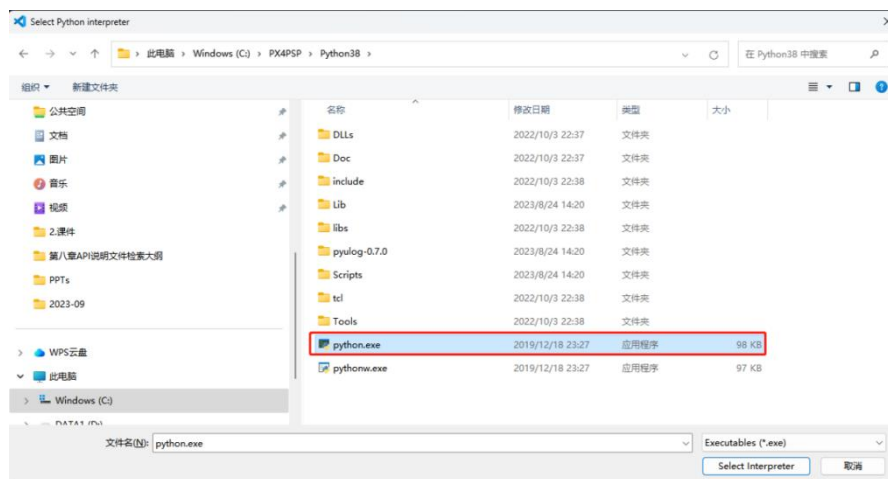 Select Python interpreter
此电脑 > Windows (C:) > PX4PSP > Python38 >
在 Python38 中搜索
组织 新建文件夹
名称 修改日期 类型 大小
公共空间
文档
图片
音乐
视频
2.课件
第八章API说明文件检索大纲
PPTs
2023-09
WPS云盘
此电脑
Windows (C:)
DATA1 (D:)
DLLs 2022/10/3 22:37 文件夹
Doc 2022/10/3 22:37 文件夹
include 2022/10/3 22:38 文件夹
Lib 2023/8/24 14:20 文件夹
libs 2022/10/3 22:38 文件夹
pyulog-0.7.0 2023/8/24 14:20 文件夹
Scripts 2023/8/24 14:20 文件夹
tcl 2022/10/3 22:38 文件夹
Tools 2022/10/3 22:38 文件夹
python.exe 2019/12/18 23:27 应用程序 98 KB
pythonw.exe 2019/12/18 23:27 应用程序 97 KB
文件名(N): python.exe
Executables (*.exe)
Select Interpreter 取消